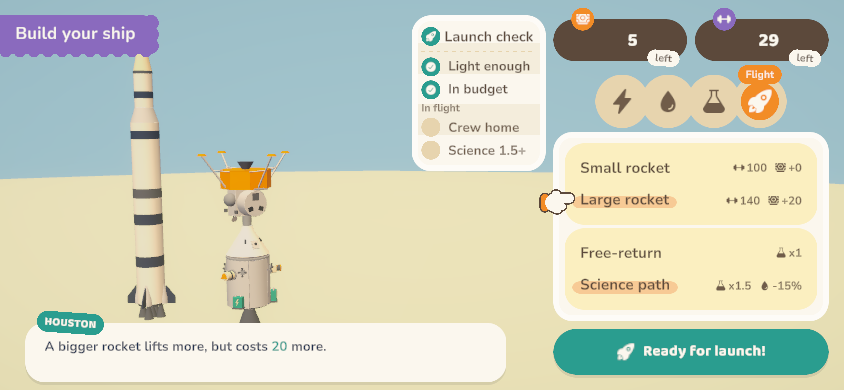 Build your ship
Launch check
Light enough
In budget
In flight
Crew home
Science 1.5+
5
left
29
left
Flight
Small rocket 100 +0
Large rocket 140 +20
Free-return x1
Science path x1.5 -15%
HOUSTON
A bigger rocket lifts more, but costs 20 more.
Ready for launch!